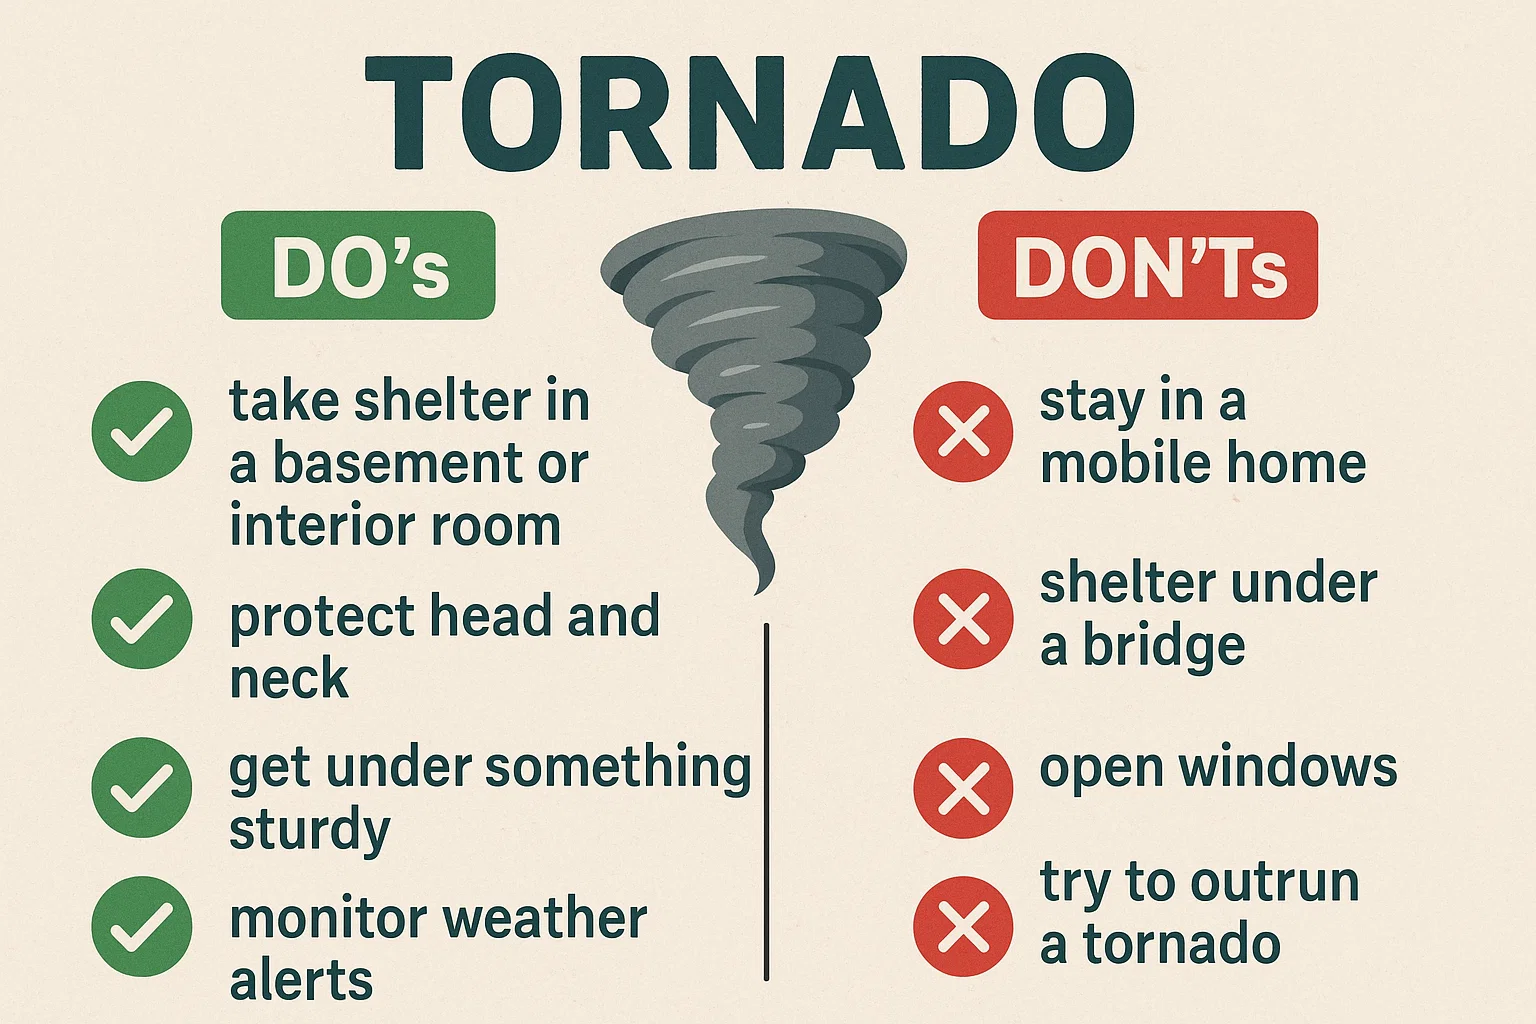 TORNADO
DO’s
take shelter in
a basement or
interior room
protect head and
neck
get under something
sturdy
monitor weather
alerts
DON’Ts
stay in a
mobile home
shelter under
a bridge
open windows
try to outrun
a tornado